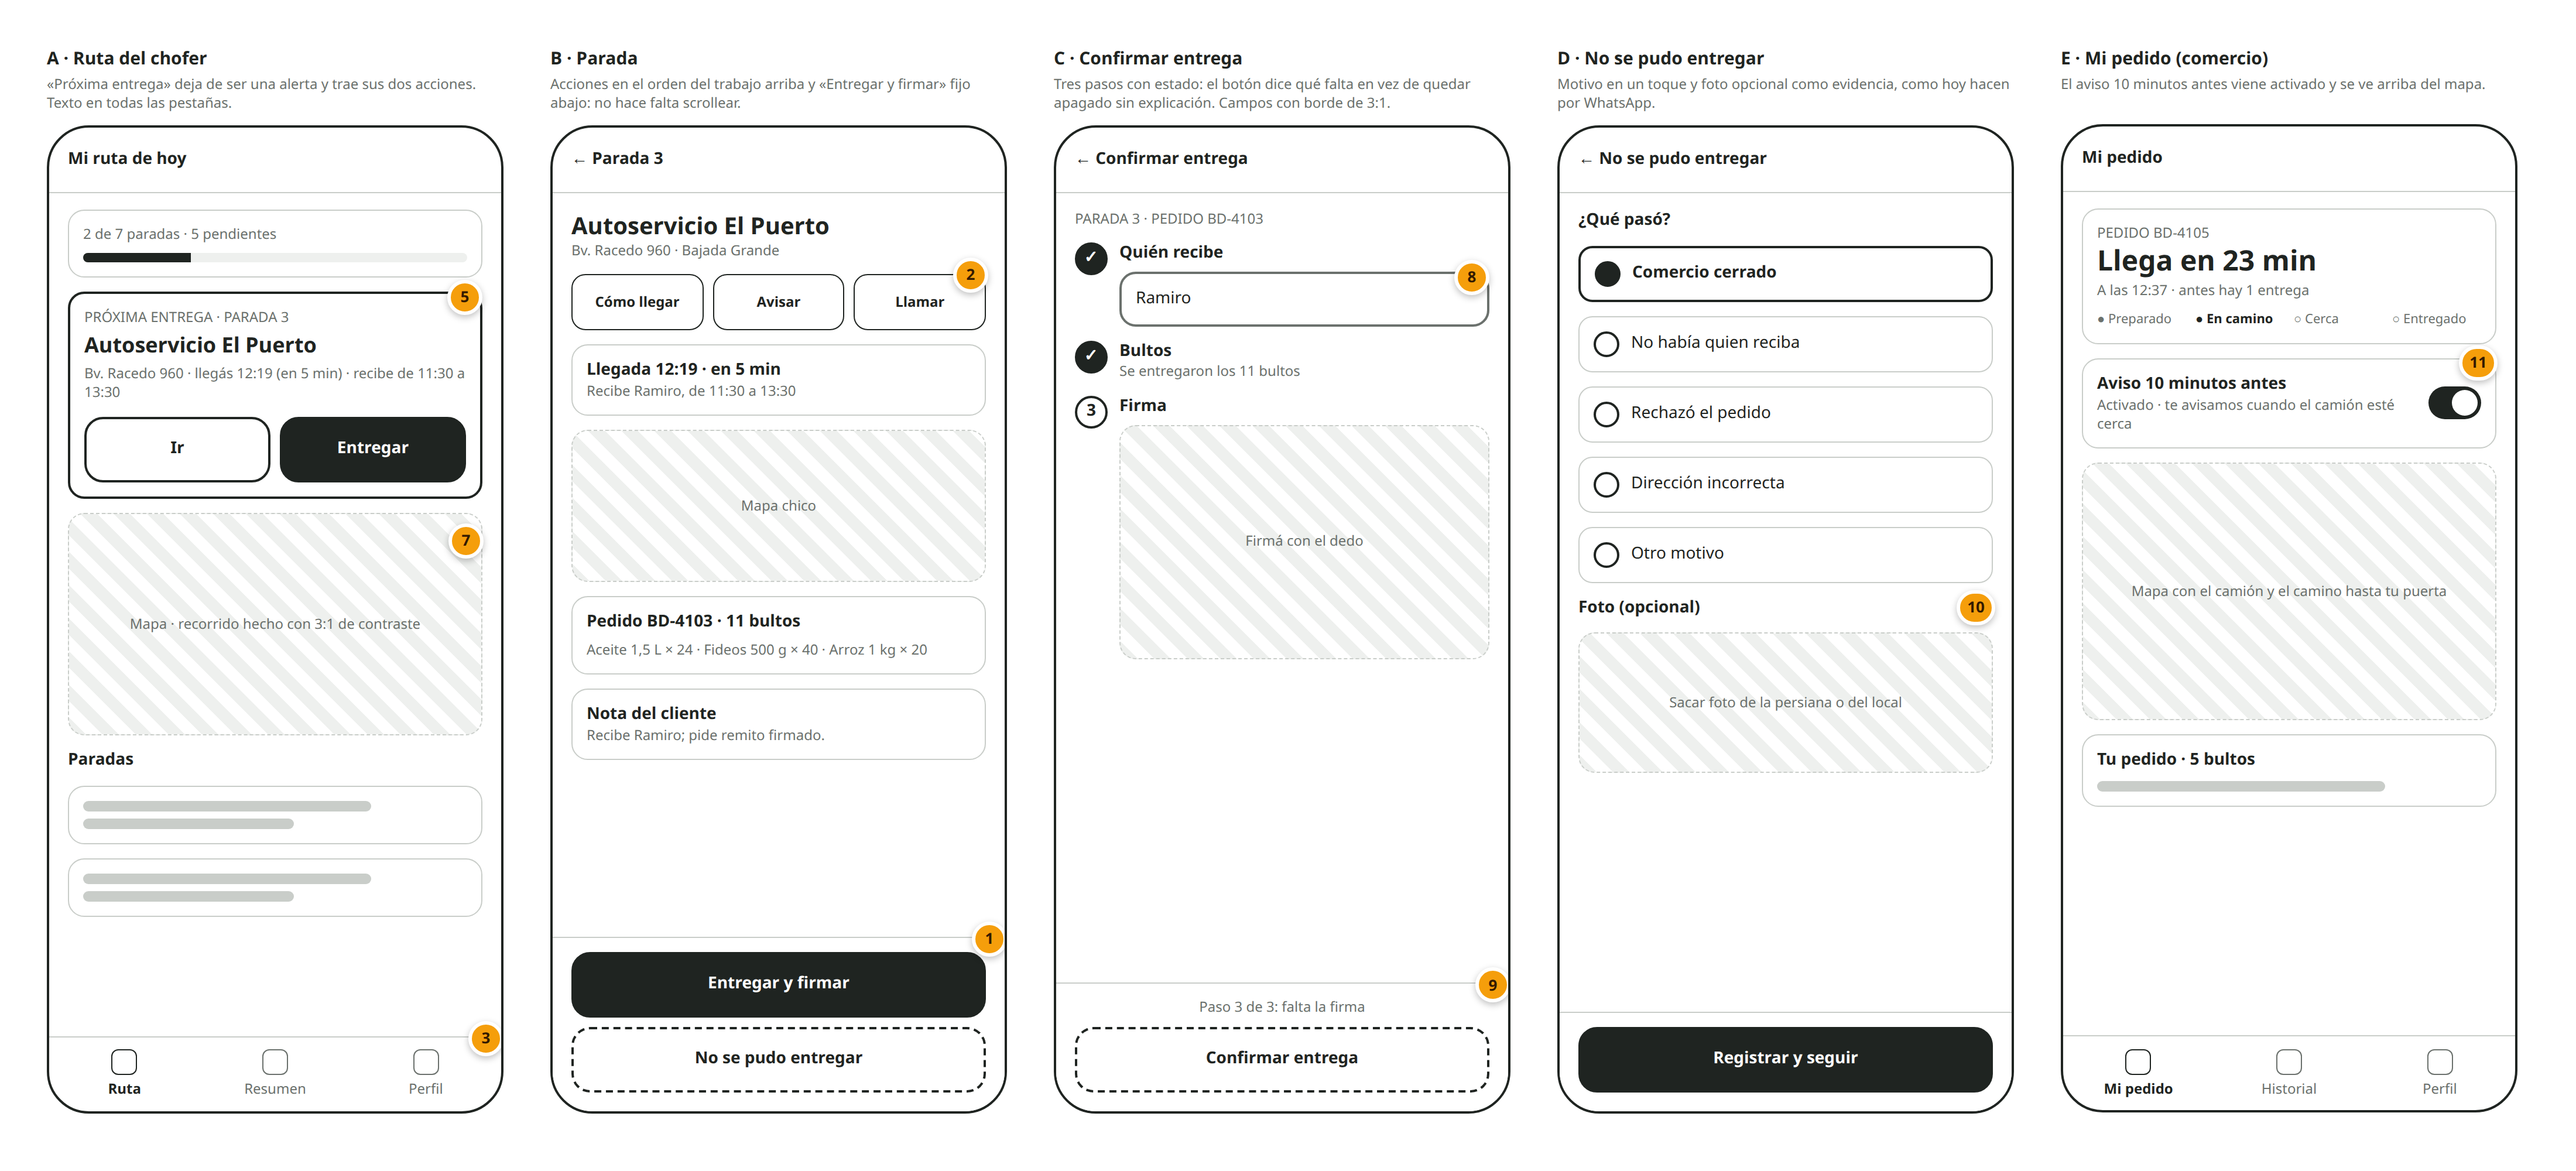 A · Ruta del chofer
«Próxima entrega» deja de ser una alerta y trae sus dos acciones.
Texto en todas las pestañas.
Mi ruta de hoy
2 de 7 paradas · 5 pendientes
5
PRÓXIMA ENTREGA · PARADA 3
Autoservicio El Puerto
Bv. Racedo 960 · llegás 12:19 (en 5 min) · recibe de 11:30 a
13:30
Ir
Entregar
7
Mapa · recorrido hecho con 3:1 de contraste
Paradas
3
Ruta
Resumen
Perfil
B · Parada
Acciones en el orden del trabajo arriba y «Entregar y firmar» fijo
abajo: no hace falta scrollear.
← Parada 3
Autoservicio El Puerto
Bv. Racedo 960 · Bajada Grande
2
Cómo llegar
Avisar
Llamar
Llegada 12:19 · en 5 min
Recibe Ramiro, de 11:30 a 13:30
Mapa chico
Pedido BD-4103 · 11 bultos
Aceite 1,5 L × 24 · Fideos 500 g × 40 · Arroz 1 kg × 20
Nota del cliente
Recibe Ramiro; pide remito firmado.
1
Entregar y firmar
No se pudo entregar
C · Confirmar entrega
Tres pasos con estado: el botón dice qué falta en vez de quedar
apagado sin explicación. Campos con borde de 3:1.
← Confirmar entrega
PARADA 3 · PEDIDO BD-4103
✓ Quién recibe
8
Ramiro
✓ Bultos
Se entregaron los 11 bultos
3 Firma
Firmá con el dedo
9
Paso 3 de 3: falta la firma
Confirmar entrega
D · No se pudo entregar
Motivo en un toque y foto opcional como evidencia, como hoy hacen
por WhatsApp.
← No se pudo entregar
¿Qué pasó?
Comercio cerrado
No había quien reciba
Rechazó el pedido
Dirección incorrecta
Otro motivo
Foto (opcional)
10
Sacar foto de la persiana o del local
Registrar y seguir
E · Mi pedido (comercio)
El aviso 10 minutos antes viene activado y se ve arriba del mapa.
Mi pedido
PEDIDO BD-4105
Llega en 23 min
A las 12:37 · antes hay 1 entrega
● Preparado
● En camino
○ Cerca
○ Entregado
11
Aviso 10 minutos antes
Activado · te avisamos cuando el camión esté
cerca
Mapa con el camión y el camino hasta tu puerta
Tu pedido · 5 bultos
Mi pedido
Historial
Perfil